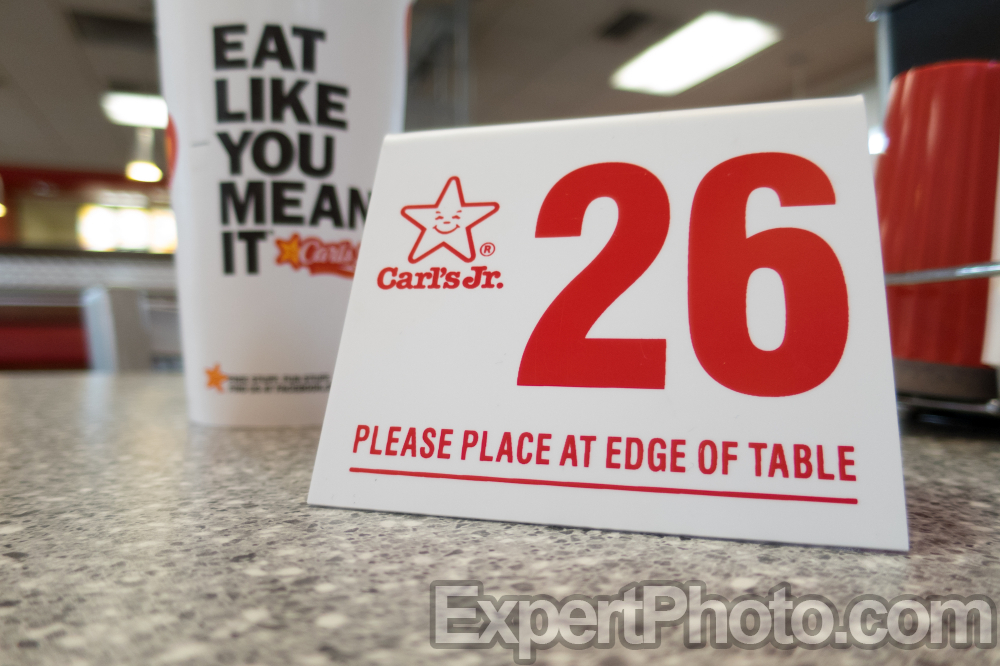 EAT
LIKE
YOU
MEAN
IT
Carl's
26
®
Carl's Jr.
PLEASE PLACE AT EDGE OF TABLE
ExpertPhoto.com